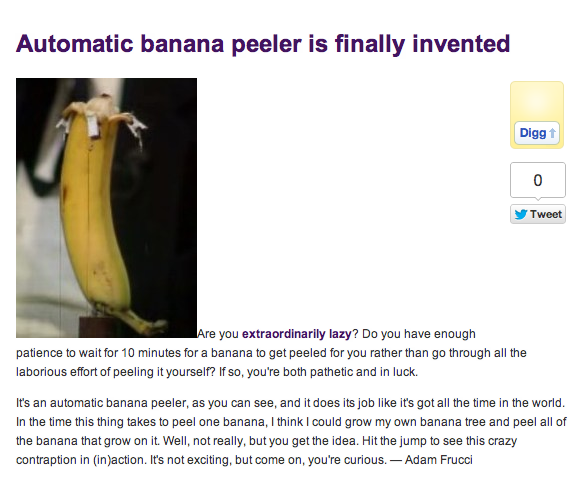 Automatic banana peeler is finally invented
Digg
0
Tweet
Are you extraordinarily lazy? Do you have enough
patience to wait for 10 minutes for a banana to get peeled for you rather than go through all the
laborious effort of peeling it yourself? If so, you're both pathetic and in luck.
It's an automatic banana peeler, as you can see, and it does its job like it's got all the time in the world.
In the time this thing takes to peel one banana, I think I could grow my own banana tree and peel all of
the banana that grow on it. Well, not really, but you get the idea. Hit the jump to see this crazy
contraption in (in)action. It's not exciting, but come on, you're curious. — Adam Frucci